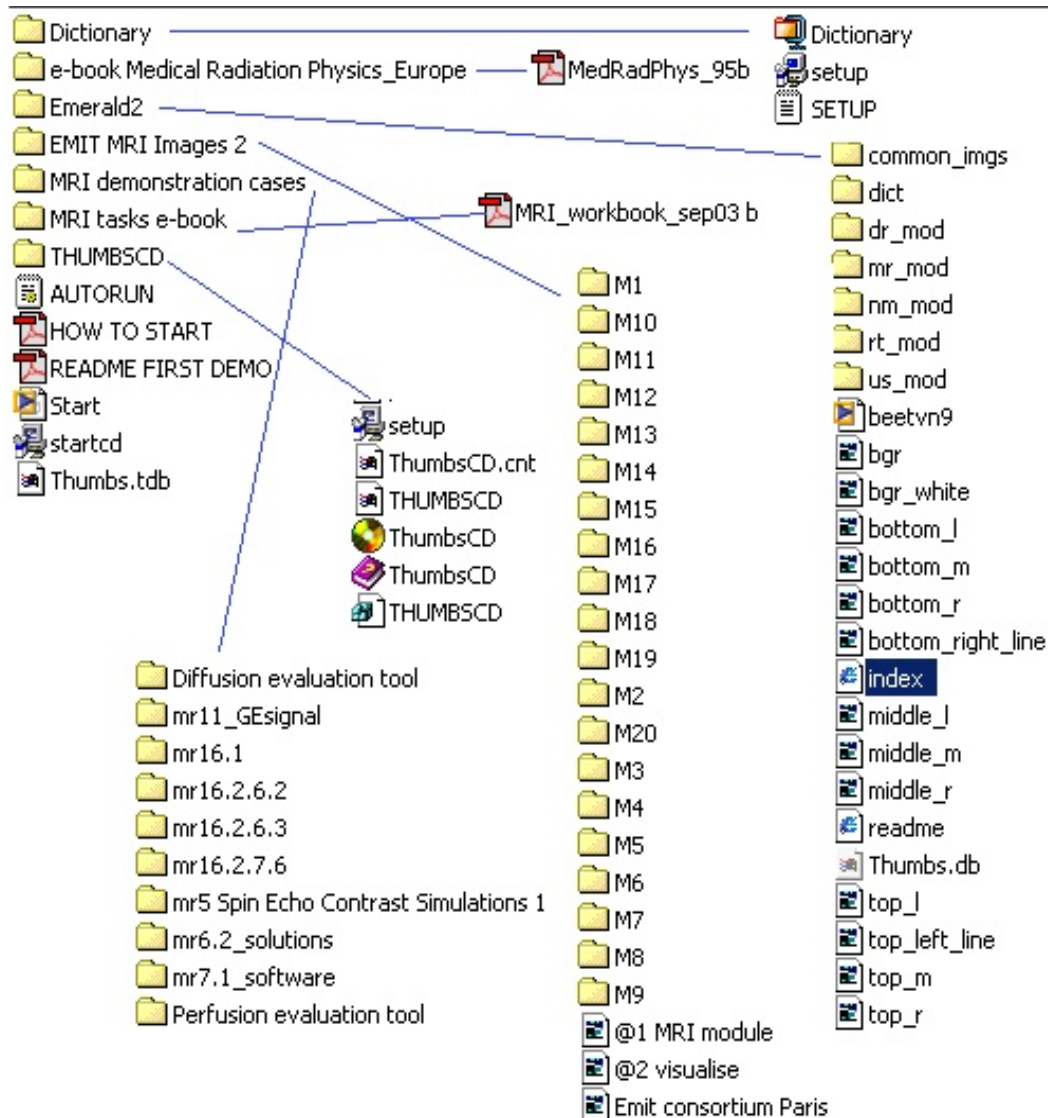 Dictionary
e-book Medical Radiation Physics_Europe
Emerald2
EMIT MRI Images 2
MRI demonstration cases
MRI tasks e-book
THUMBSCD
AUTORUN
HOW TO START
README FIRST DEMO
Start
startcd
Thumbs.tdb
MedRadPhys_95b
Dictionary
setup
SETUP
MRI_workbook_sep03 b
setup
ThumbsCD.cnt
THUMBSCD
ThumbsCD
ThumbsCD
THUMBSCD
Diffusion evaluation tool
mr11_GEsignal
mr16.1
mr16.2.6.2
mr16.2.6.3
mr16.2.7.6
mr5 Spin Echo Contrast Simulations 1
mr6.2_solutions
mr7.1_software
Perfusion evaluation tool
M1
M10
M11
M12
M13
M14
M15
M16
M17
M18
M19
M2
M20
M3
M4
M5
M6
M7
M8
M9
@1 MRI module
@2 visualise
Emit consortium Paris
common_imgs
dict
dr_mod
mr_mod
nm_mod
rt_mod
us_mod
beetvn9
bgr
bgr_white
bottom_l
bottom_m
bottom_r
bottom_right_line
index
middle_l
middle_m
middle_r
readme
Thumbs.db
top_l
top_left_line
top_m
top_r